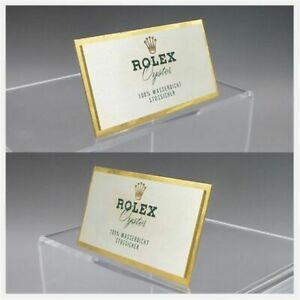 ROLEX
Oyster
100% WASSERDICHT
STOSSICHER
ROLEX
Oyster
100% WASSERDICHT
STOSSICHER